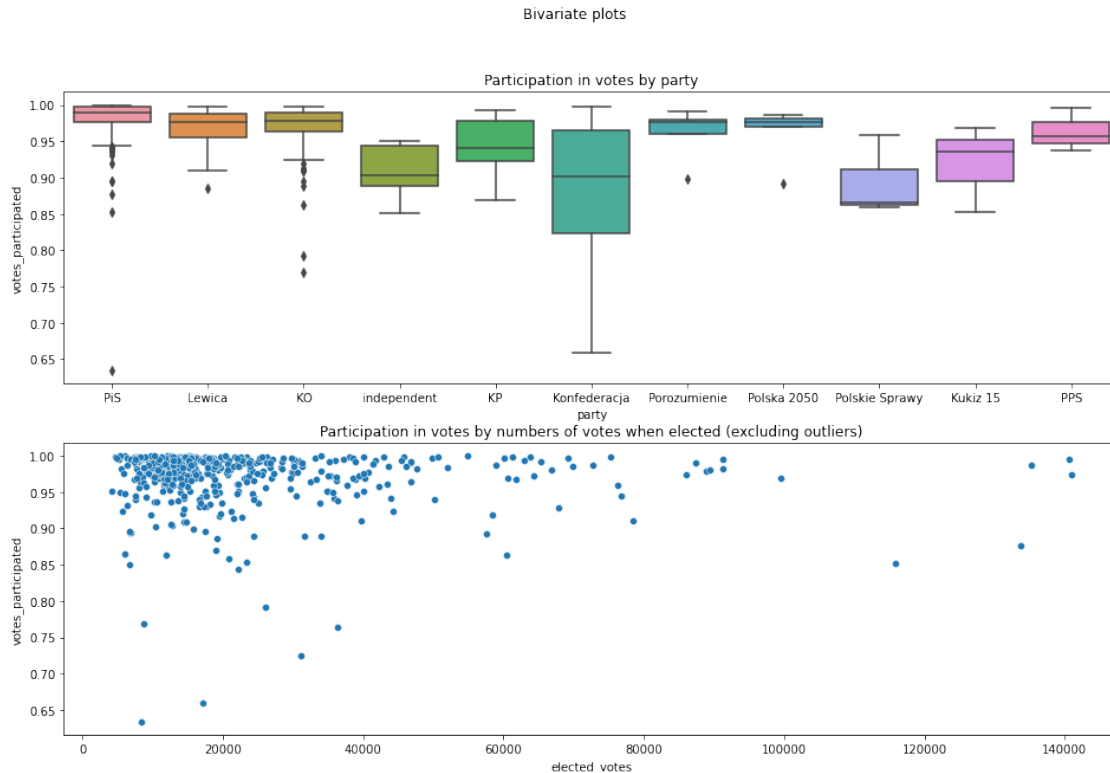 Bivariate plots
Participation in votes by party
votes_participated
1.00
0.95
0.90
0.85
0.80
0.75
0.70
0.65
PiS Lewica KO independent KP Konfederacja Porozumienie Polska 2050 Polskie Sprawy Kukiz 15 PPS
party
Participation in votes by numbers of votes when elected (excluding outliers)
votes_participated
1.00
0.95
0.90
0.85
0.80
0.75
0.70
0.65
0 20000 40000 60000 80000 100000 120000 140000
elected_votes